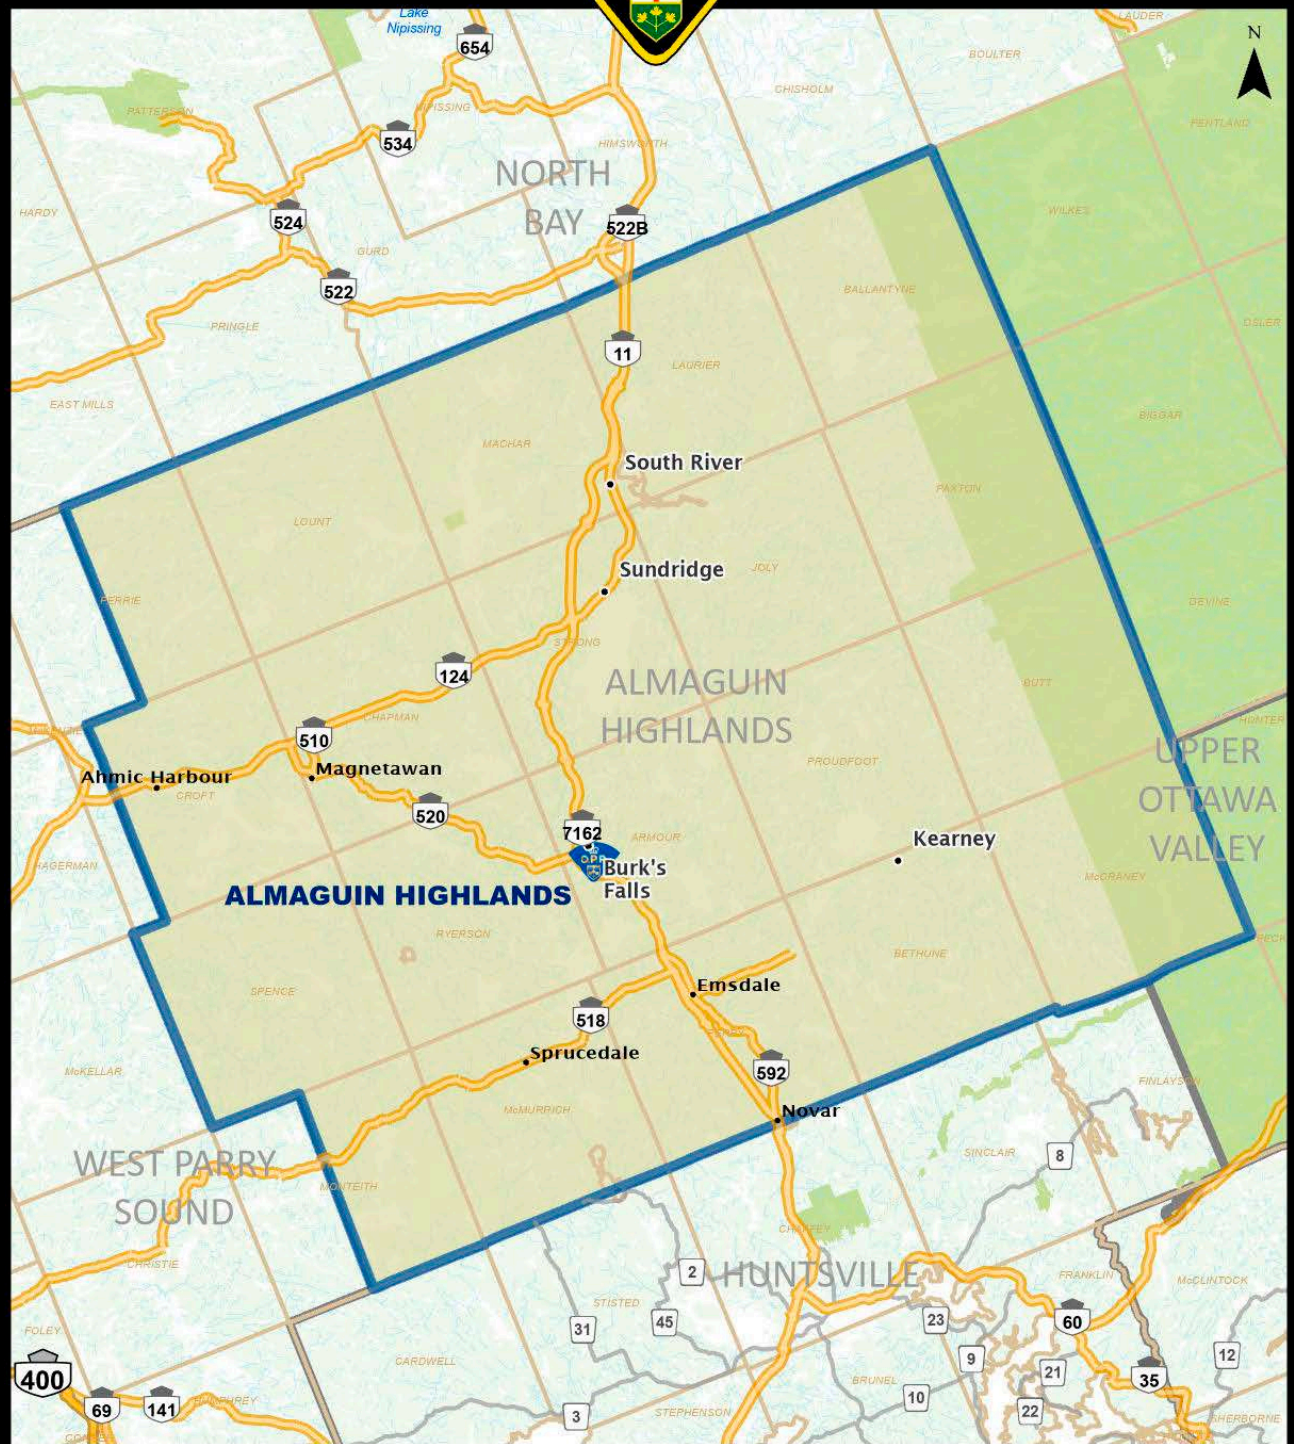 Lake
Nipissing
654
LAUDER
N
BOULTER
CHISHOLM
PATTERSON
NIPISSING
534
HIMSWORTH
PENTLAND
NORTH
BAY
HARDY
524
522B
WILKES
GURD
522
BALLANTYNE
PRINGLE
OSLER
11
LAURIER
EAST MILLS
BIGGAR
MACHAR
South River
PAXTON
LOUNT
Sundridge
JOLY
FERRIE
DEVINE
STRONG
124
ALMAGUIN
HIGHLANDS
BUTT
CHAPMAN
HUNTER
McKENZIE
510
UPPER
OTTAWA
VALLEY
PROUDFOOT
Ahmic Harbour
Magnetawan
CROFT
520
7162
ARMOUR
Kearney
O.P.P.
Burk's
Falls
HAGERMAN
McCRANEY
ALMAGUIN HIGHLANDS
RYERSON
BETHUNE
SPENCE
Emsdale
518
PERRY
Sprucedale
592
McKELLAR
FINLAYSON
McMURRICH
Novar
SINCLAIR
8
WEST PARRY
SOUND
MONTEITH
CHAFFEY
CHRISTIE
2
HUNTSVILLE
FRANKLIN
McCLINTOCK
STISTED
31
45
23
60
FOLEY
CARDWELL
9
12
400
21
35
BRUNEL
10
69
141
HUMPHREY
3
STEPHENSON
22
SHERBORNE